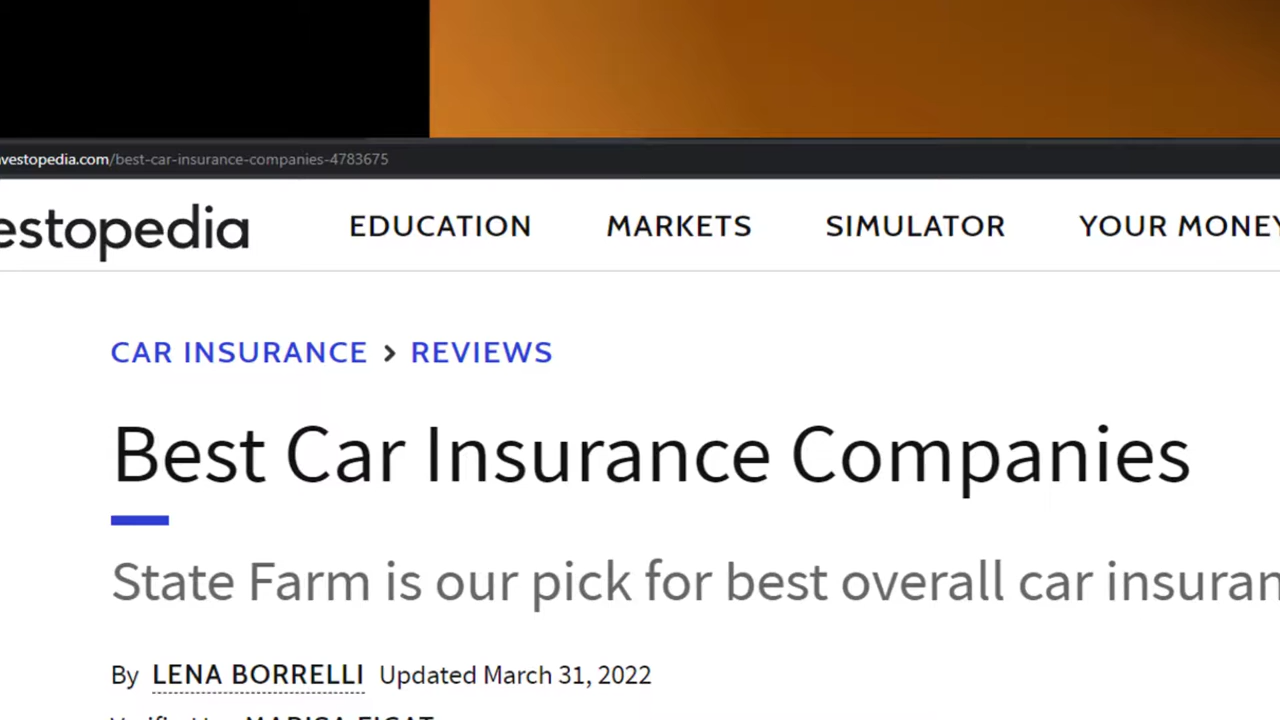 vestopedia.com/best-car-insurance-companies-4783675
estopedia EDUCATION MARKETS SIMULATOR YOUR MONEY
CAR INSURANCE > REVIEWS
Best Car Insurance Companies
State Farm is our pick for best overall car insuran
By LENA BORRELLI Updated March 31, 2022